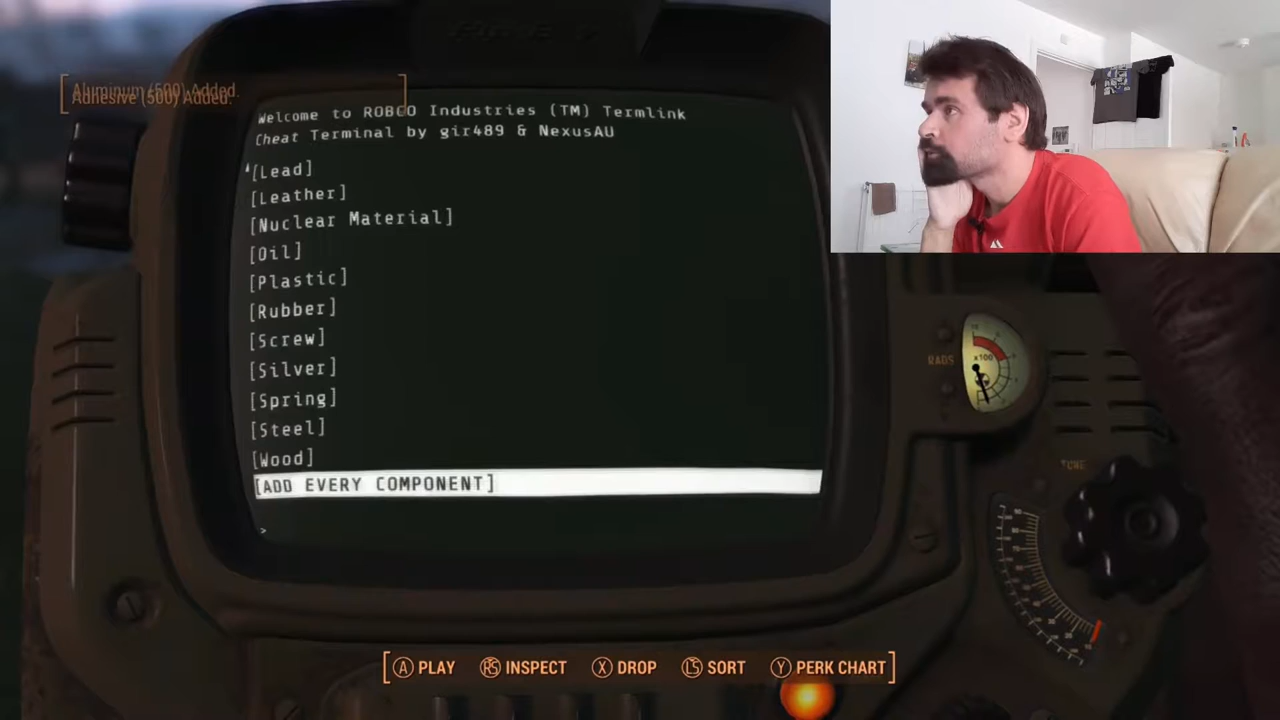 Aluminum (500) Added.
Adhesive (500) Added.
Welcome to ROBCO Industries (TM) Termlink
Cheat Terminal by gir489 & NexusAU
[Lead]
[Leather]
[Nuclear Material]
[Oil]
[Plastic]
[Rubber]
[Screw]
[Silver]
[Spring]
[Steel]
[Wood]
[ADD EVERY COMPONENT]
>
RADS
x100
TUNE
A PLAY RS INSPECT X DROP LS SORT Y PERK CHART